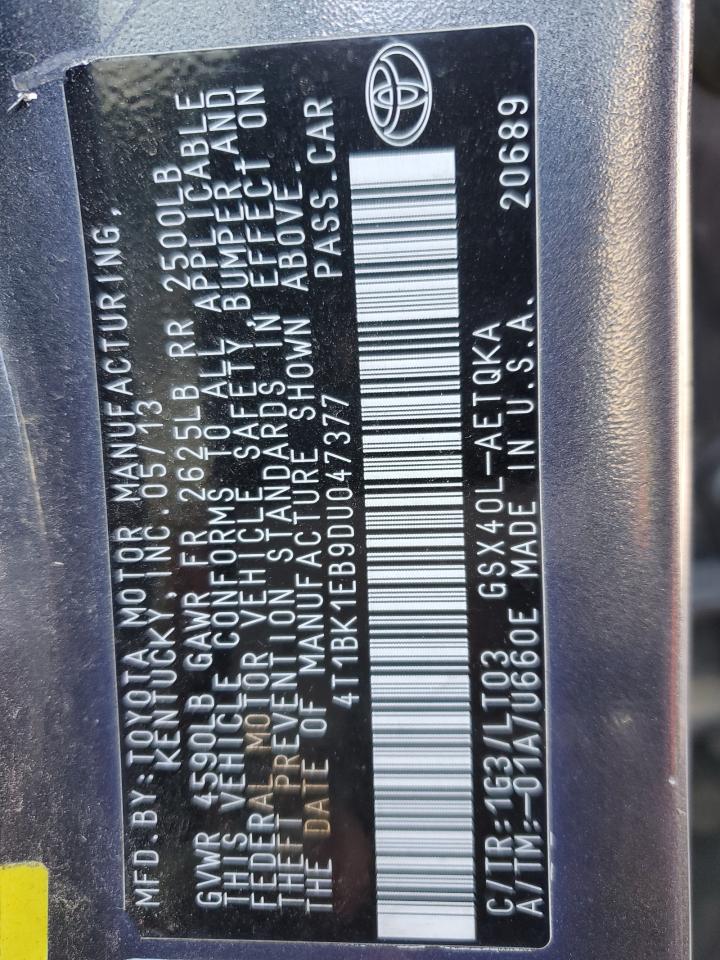 MFD.BY:TOYOTA MOTOR MANUFACTURING,
KENTUCKY, INC.05/13
GVWR 4590LB GAWR FR 2625LB RR 2500LB
THIS VEHICLE CONFORMS TO ALL APPLICABLE
FEDERAL MOTOR VEHICLE SAFETY, BUMPER,AND
THEFT PREVENTION STANDARDS IN EFFECT ON
THE DATE OF MANUFACTURE SHOWN ABOVE.
4T1BK1EB9DU047377 PASS.CAR
C/TR:1G3/LT03 GSX40L-AETQKA 20689
A/TM:-01A/U660E MADE IN U.S.A.